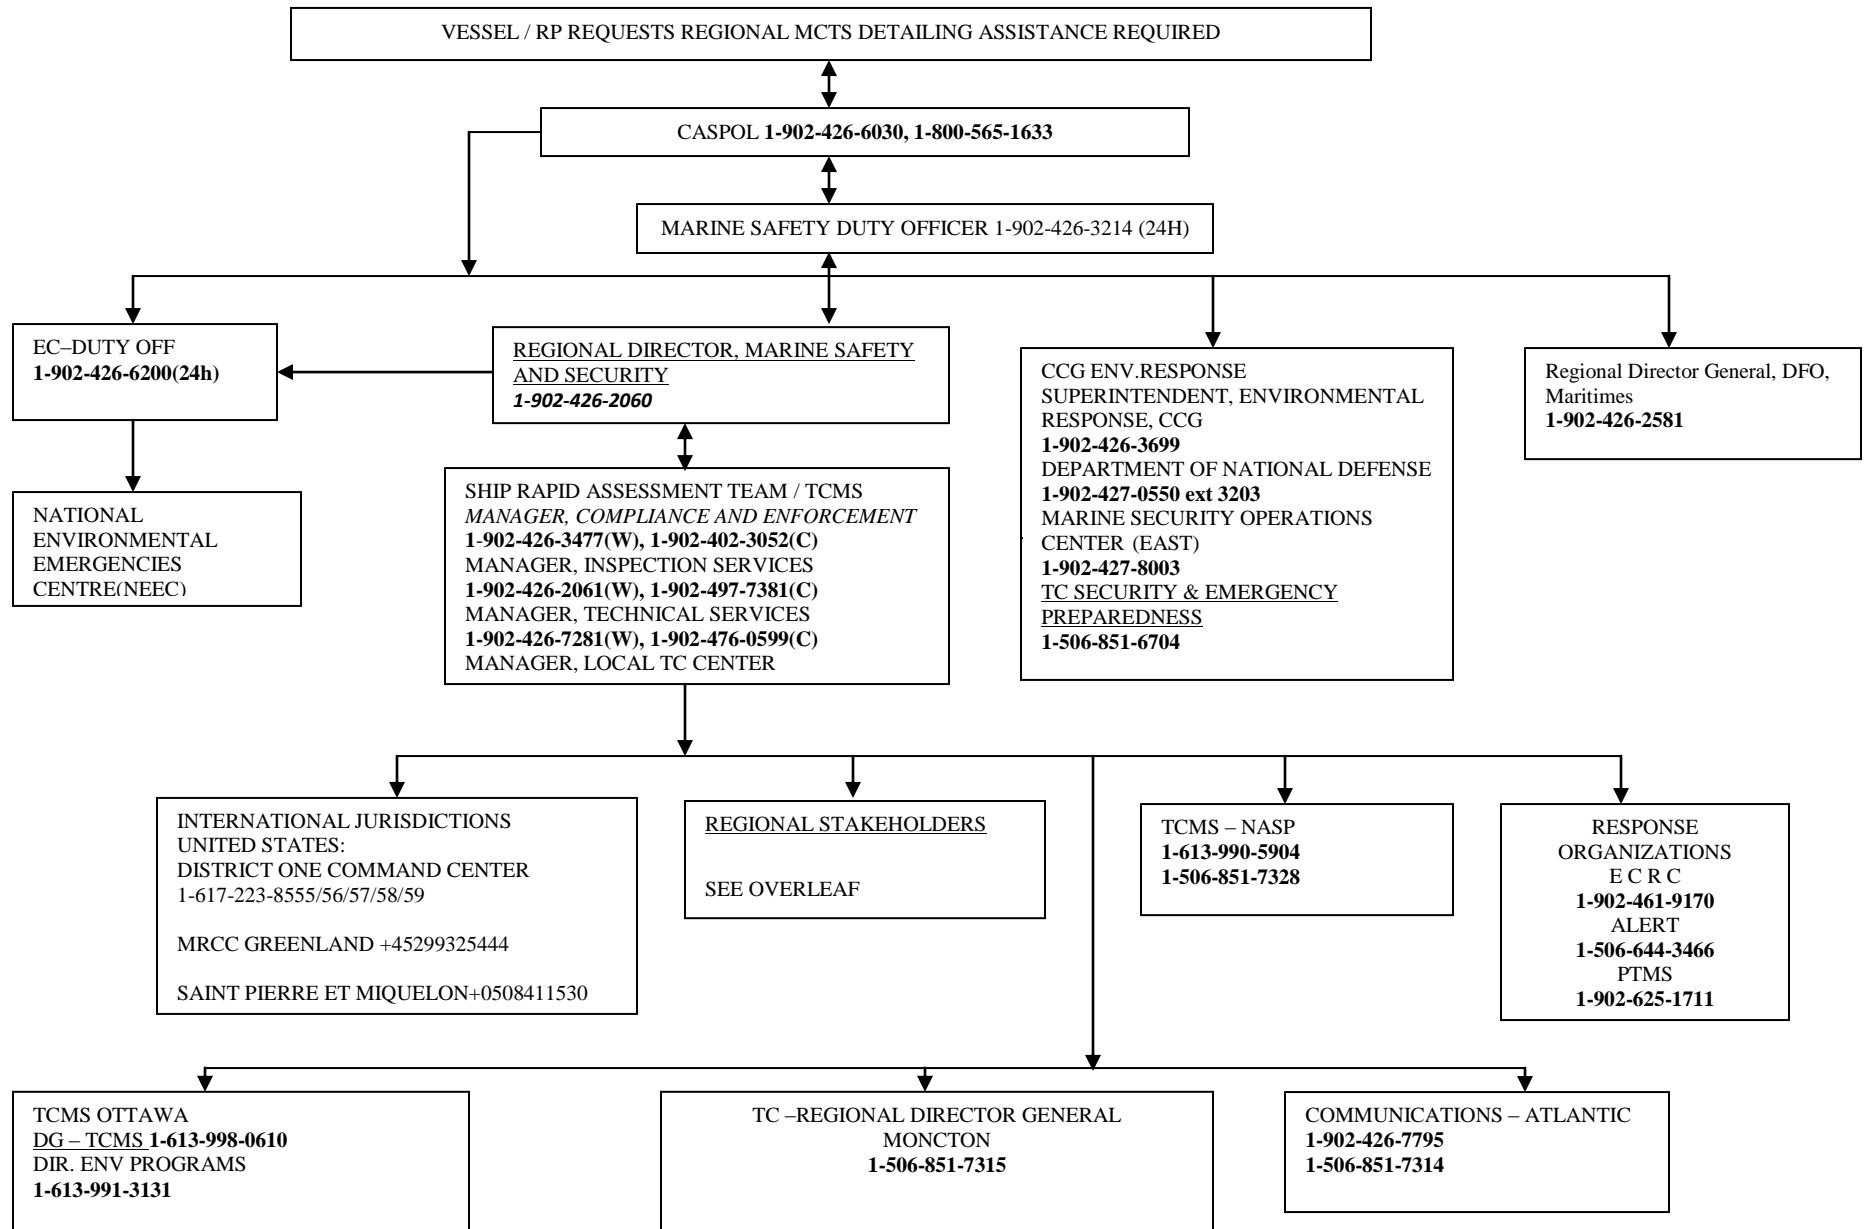 VESSEL / RP REQUESTS REGIONAL MCTS DETAILING ASSISTANCE REQUIRED
CASPOL 1-902-426-6030, 1-800-565-1633
MARINE SAFETY DUTY OFFICER 1-902-426-3214 (24H)
EC–DUTY OFF
1-902-426-6200(24h)
REGIONAL DIRECTOR, MARINE SAFETY
AND SECURITY
1-902-426-2060
CCG ENV.RESPONSE
SUPERINTENDENT, ENVIRONMENTAL
RESPONSE, CCG
1-902-426-3699
DEPARTMENT OF NATIONAL DEFENSE
1-902-427-0550 ext 3203
MARINE SECURITY OPERATIONS
CENTER (EAST)
1-902-427-8003
TC SECURITY & EMERGENCY
PREPAREDNESS
1-506-851-6704
Regional Director General, DFO,
Maritimes
1-902-426-2581
NATIONAL
ENVIRONMENTAL
EMERGENCIES
CENTRE(NEEC)
SHIP RAPID ASSESSMENT TEAM / TCMS
MANAGER, COMPLIANCE AND ENFORCEMENT
1-902-426-3477(W), 1-902-402-3052(C)
MANAGER, INSPECTION SERVICES
1-902-426-2061(W), 1-902-497-7381(C)
MANAGER, TECHNICAL SERVICES
1-902-426-7281(W), 1-902-476-0599(C)
MANAGER, LOCAL TC CENTER
INTERNATIONAL JURISDICTIONS
UNITED STATES:
DISTRICT ONE COMMAND CENTER
1-617-223-8555/56/57/58/59
MRCC GREENLAND +45299325444
SAINT PIERRE ET MIQUELON+0508411530
REGIONAL STAKEHOLDERS
SEE OVERLEAF
TCMS – NASP
1-613-990-5904
1-506-851-7328
RESPONSE
ORGANIZATIONS
E C R C
1-902-461-9170
ALERT
1-506-644-3466
PTMS
1-902-625-1711
TCMS OTTAWA
DG – TCMS 1-613-998-0610
DIR. ENV PROGRAMS
1-613-991-3131
TC –REGIONAL DIRECTOR GENERAL
MONCTON
1-506-851-7315
COMMUNICATIONS – ATLANTIC
1-902-426-7795
1-506-851-7314